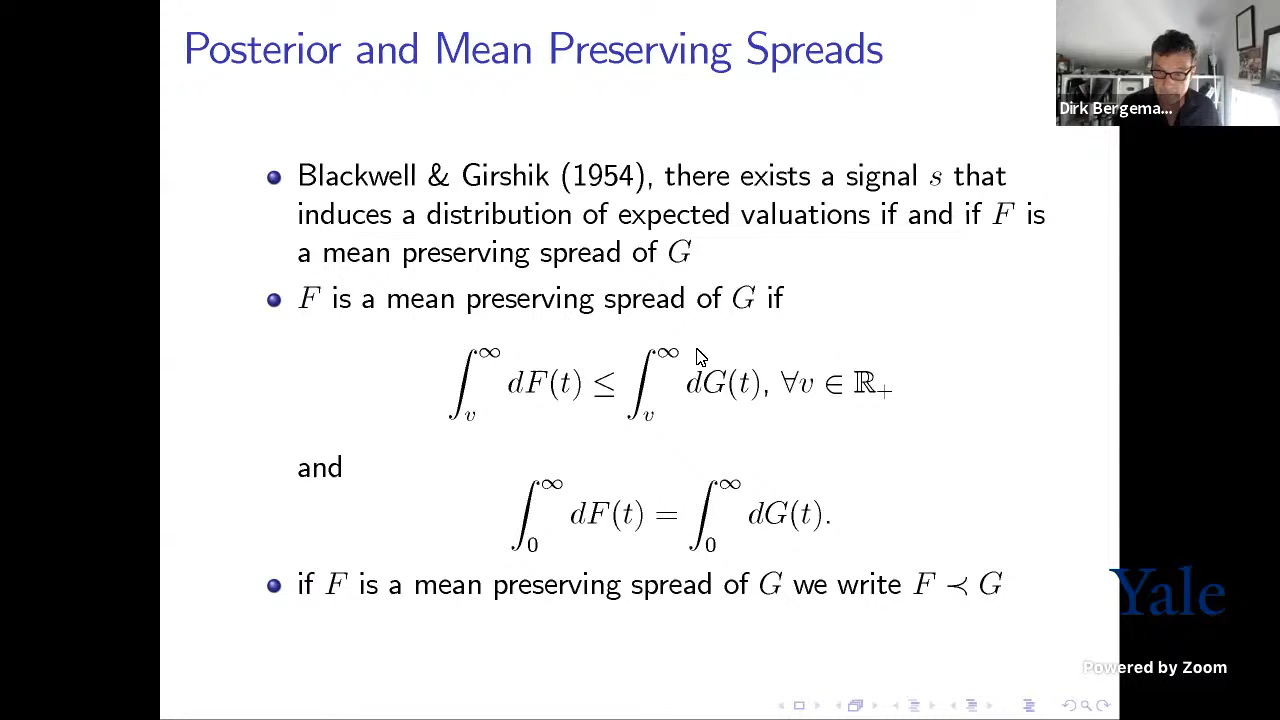 Posterior and Mean Preserving Spreads
Dirk Bergema...
Blackwell & Girshik (1954), there exists a signal s that
induces a distribution of expected valuations if and if F is
a mean preserving spread of G
F is a mean preserving spread of G if
∫_v^∞ dF(t) ≤ ∫_v^∞ dG(t), ∀v ∈ ℝ₊
and
∫_0^∞ dF(t) = ∫_0^∞ dG(t).
if F is a mean preserving spread of G we write F ≺ G
Yale
Powered by Zoom